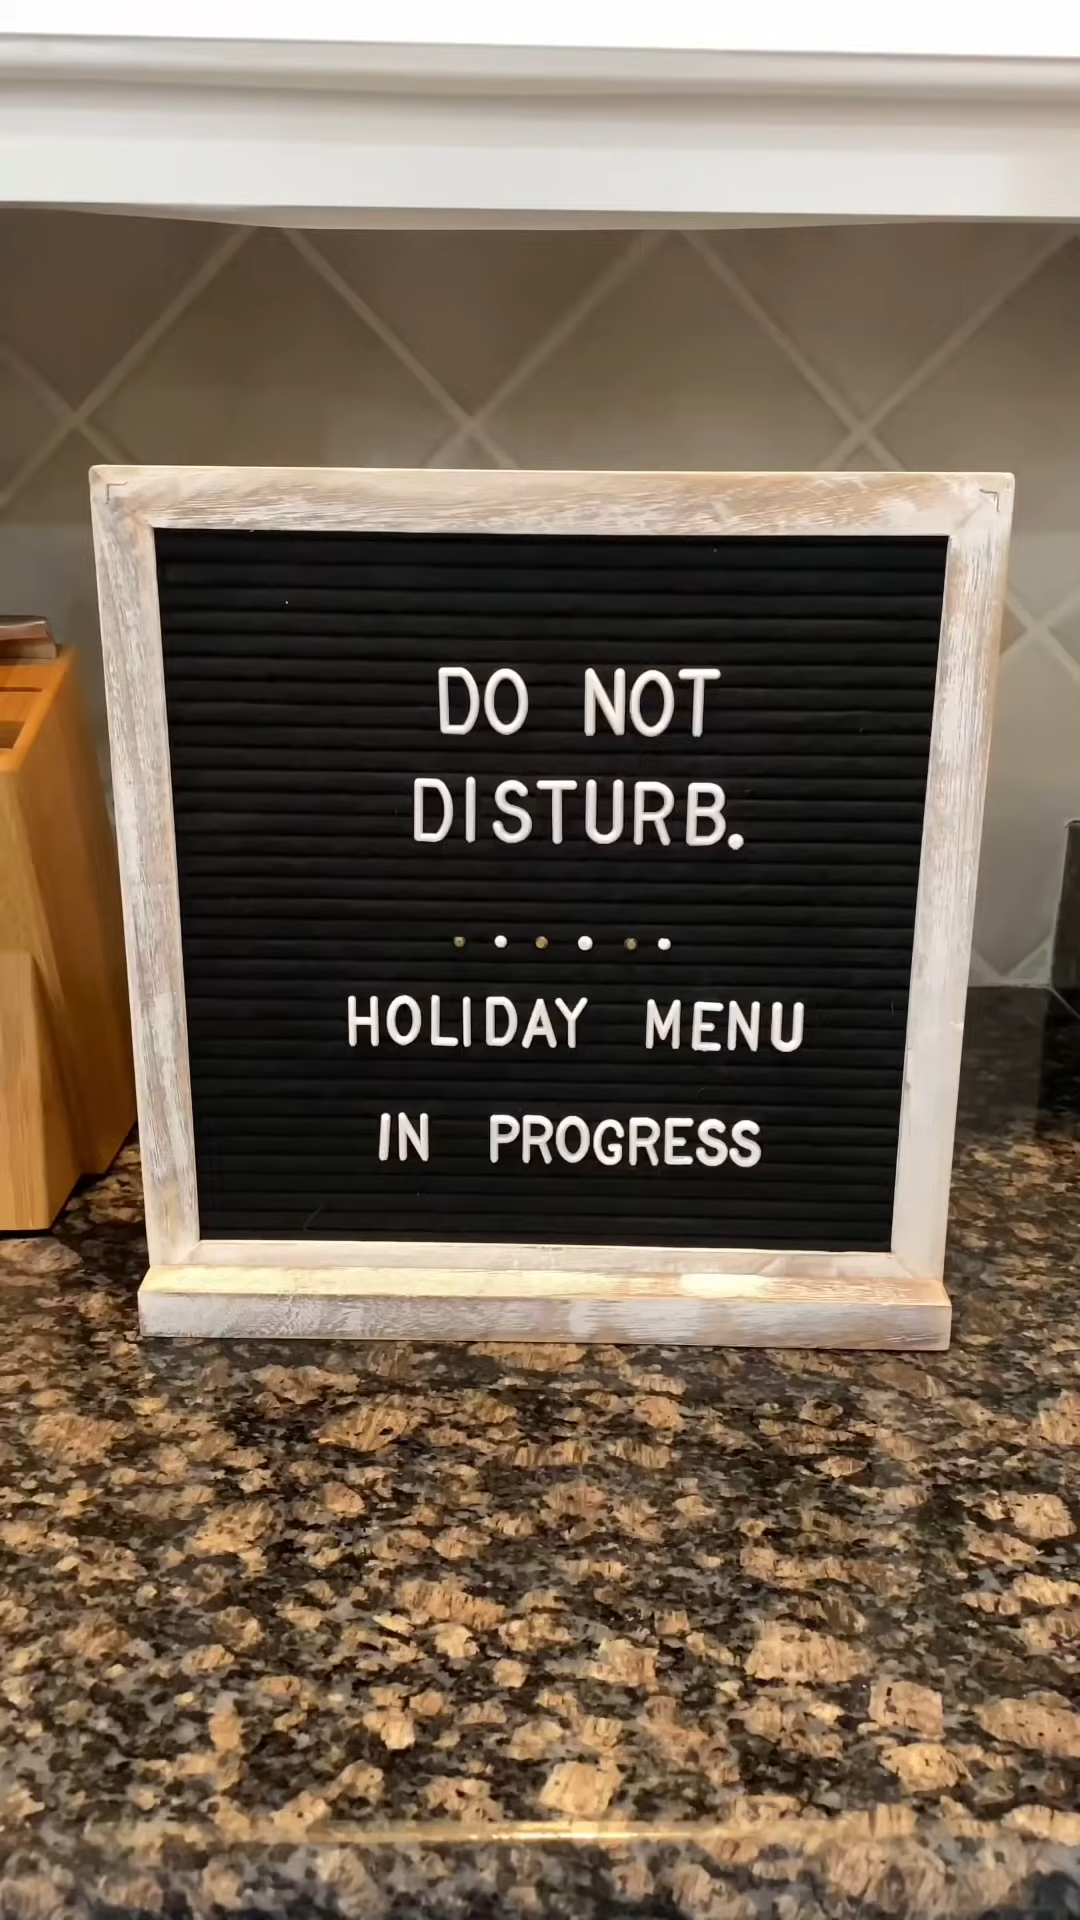 DO NOT
DISTURB.
......
HOLIDAY MENU
IN PROGRESS